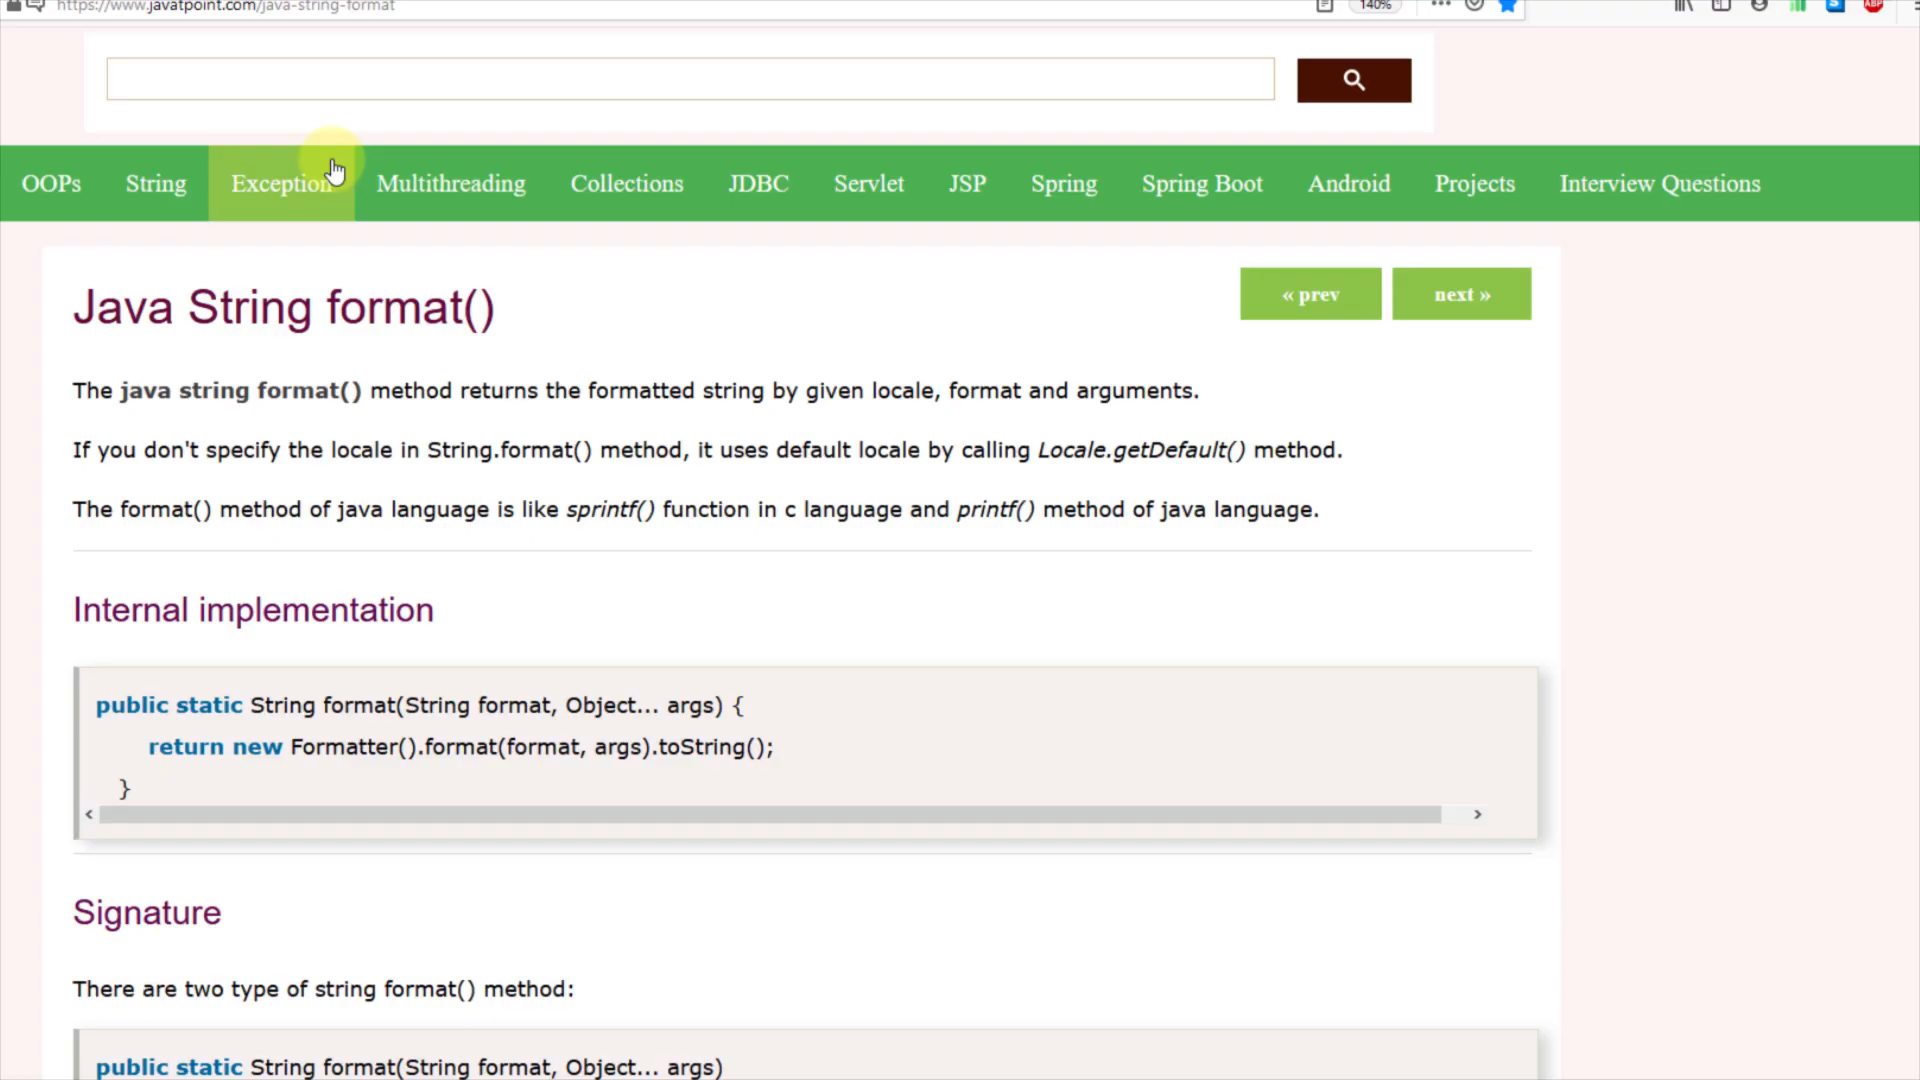 https://www.javatpoint.com/java-string-format
140%
ABP
OOPs String Exception Multithreading Collections JDBC Servlet JSP Spring Spring Boot Android Projects Interview Questions
Java String format()
« prev next »
The java string format() method returns the formatted string by given locale, format and arguments.
If you don't specify the locale in String.format() method, it uses default locale by calling Locale.getDefault() method.
The format() method of java language is like sprintf() function in c language and printf() method of java language.
Internal implementation
public static String format(String format, Object... args) {
return new Formatter().format(format, args).toString();
}
Signature
There are two type of string format() method:
public static String format(String format, Object... args)